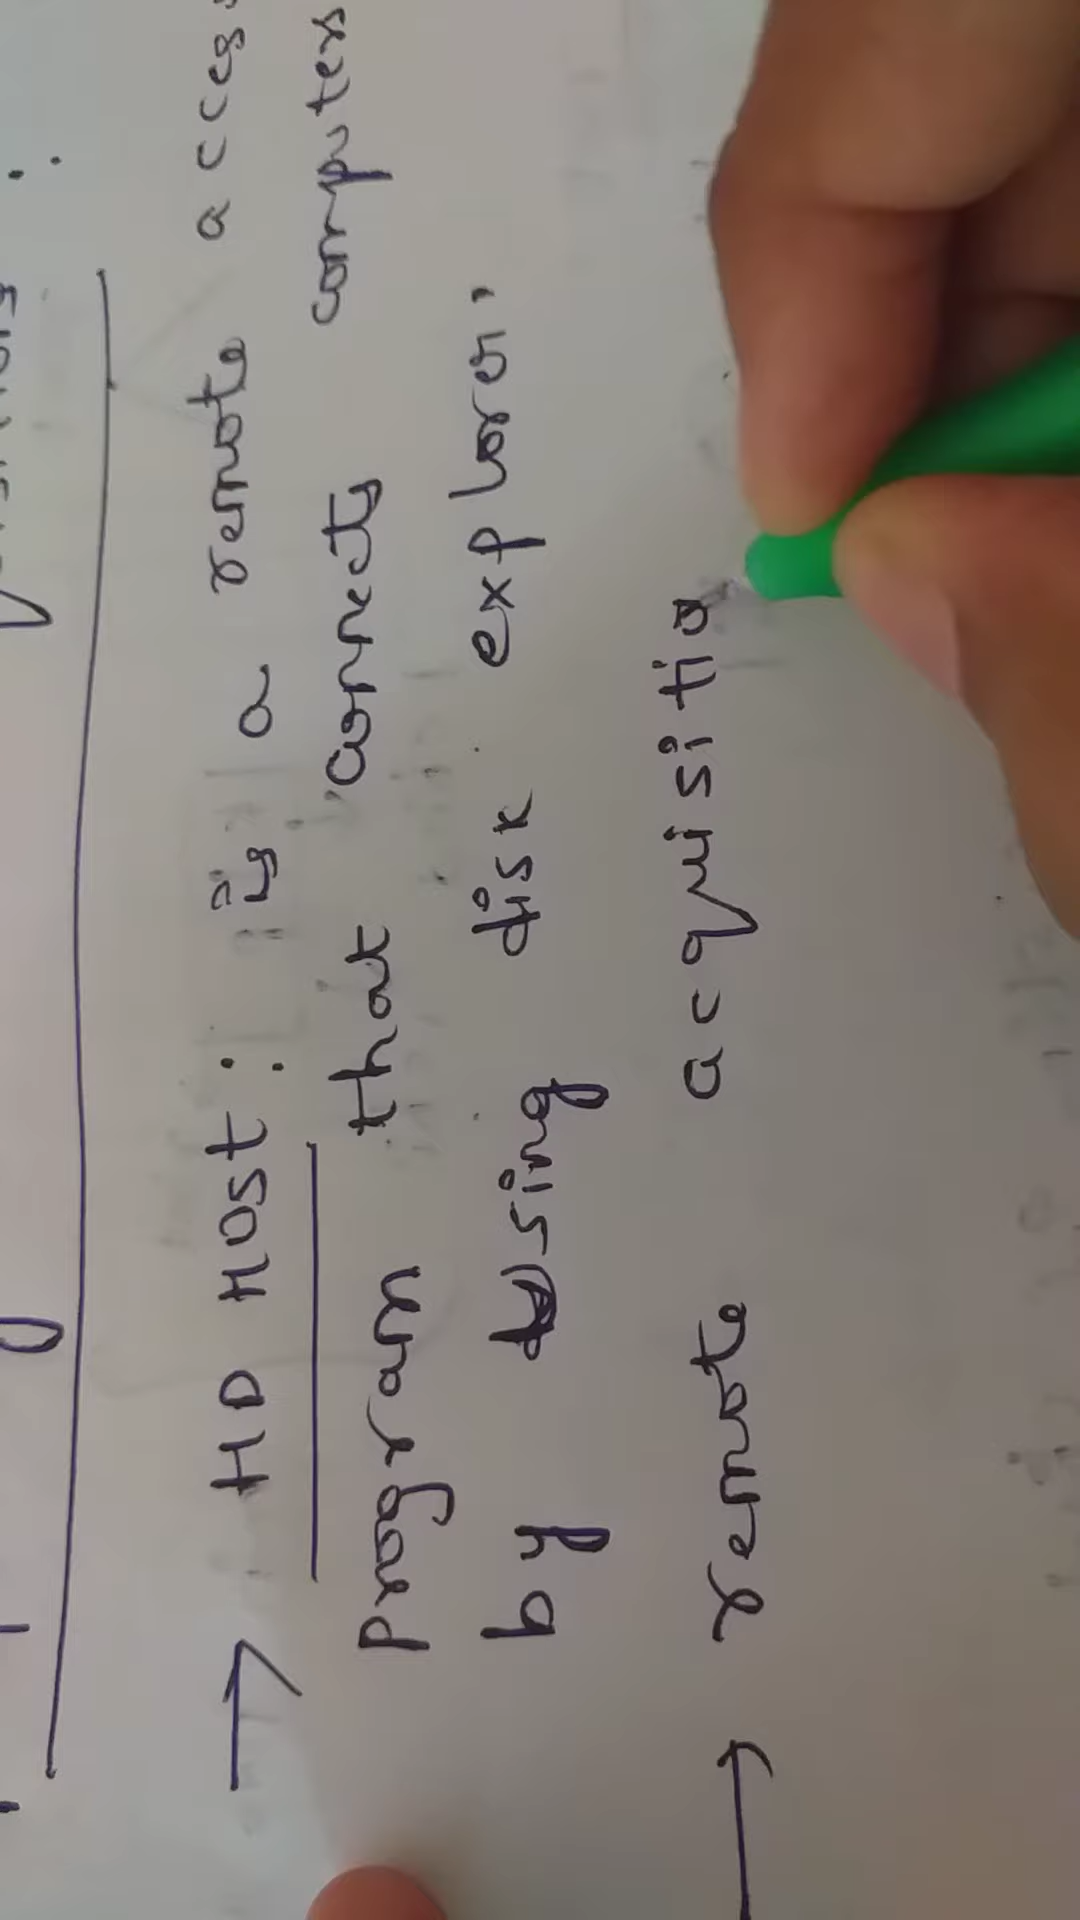 → HD HOST : is a remote access
program that connects computers
by using disk explorer.
→ remote acquisitio